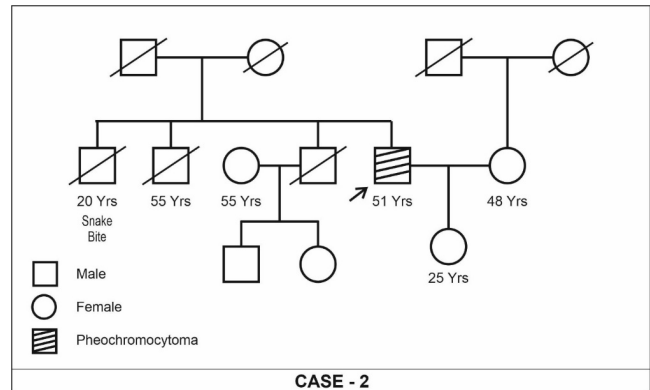 20 Yrs 55 Yrs 55 Yrs 51 Yrs 48 Yrs
Snake
Bite
25 Yrs
Male
Female
Pheochromocytoma
CASE - 2